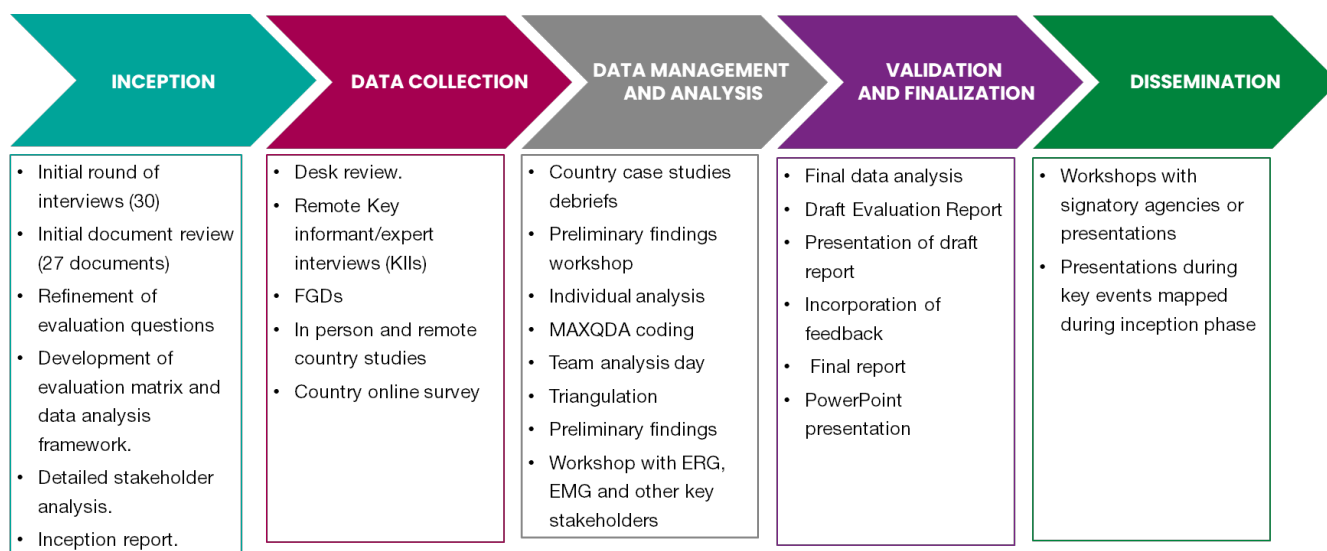 INCEPTION
DATA COLLECTION
DATA MANAGEMENT
AND ANALYSIS
VALIDATION
AND FINALIZATION
DISSEMINATION
• Initial round of
interviews (30)
• Initial document review
(27 documents)
• Refinement of
evaluation questions
• Development of
evaluation matrix and
data analysis
framework.
• Detailed stakeholder
analysis.
• Inception report.
• Desk review.
• Remote Key
informant/expert
interviews (KIIs)
• FGDs
• In person and remote
country studies
• Country online survey
• Country case studies
debriefs
• Preliminary findings
workshop
• Individual analysis
• MAXQDA coding
• Team analysis day
• Triangulation
• Preliminary findings
• Workshop with ERG,
EMG and other key
stakeholders
• Final data analysis
• Draft Evaluation Report
• Presentation of draft
report
• Incorporation of
feedback
• Final report
• PowerPoint
presentation
• Workshops with
signatory agencies or
presentations
• Presentations during
key events mapped
during inception phase